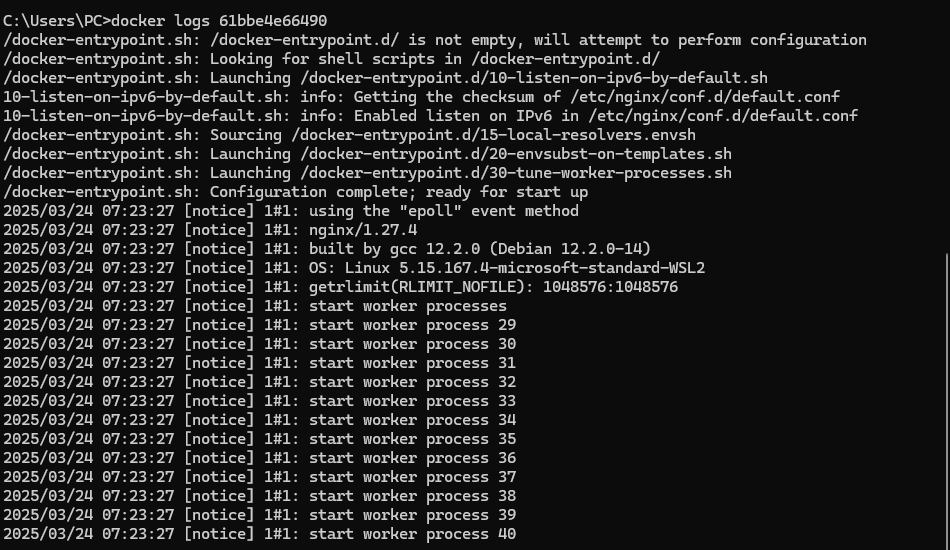 C:\Users\PC>docker logs 61bbe4e66490
/docker-entrypoint.sh: /docker-entrypoint.d/ is not empty, will attempt to perform configuration
/docker-entrypoint.sh: Looking for shell scripts in /docker-entrypoint.d/
/docker-entrypoint.sh: Launching /docker-entrypoint.d/10-listen-on-ipv6-by-default.sh
10-listen-on-ipv6-by-default.sh: info: Getting the checksum of /etc/nginx/conf.d/default.conf
10-listen-on-ipv6-by-default.sh: info: Enabled listen on IPv6 in /etc/nginx/conf.d/default.conf
/docker-entrypoint.sh: Sourcing /docker-entrypoint.d/15-local-resolvers.envsh
/docker-entrypoint.sh: Launching /docker-entrypoint.d/20-envsubst-on-templates.sh
/docker-entrypoint.sh: Launching /docker-entrypoint.d/30-tune-worker-processes.sh
/docker-entrypoint.sh: Configuration complete; ready for start up
2025/03/24 07:23:27 [notice] 1#1: using the "epoll" event method
2025/03/24 07:23:27 [notice] 1#1: nginx/1.27.4
2025/03/24 07:23:27 [notice] 1#1: built by gcc 12.2.0 (Debian 12.2.0-14)
2025/03/24 07:23:27 [notice] 1#1: OS: Linux 5.15.167.4-microsoft-standard-WSL2
2025/03/24 07:23:27 [notice] 1#1: getrlimit(RLIMIT_NOFILE): 1048576:1048576
2025/03/24 07:23:27 [notice] 1#1: start worker processes
2025/03/24 07:23:27 [notice] 1#1: start worker process 29
2025/03/24 07:23:27 [notice] 1#1: start worker process 30
2025/03/24 07:23:27 [notice] 1#1: start worker process 31
2025/03/24 07:23:27 [notice] 1#1: start worker process 32
2025/03/24 07:23:27 [notice] 1#1: start worker process 33
2025/03/24 07:23:27 [notice] 1#1: start worker process 34
2025/03/24 07:23:27 [notice] 1#1: start worker process 35
2025/03/24 07:23:27 [notice] 1#1: start worker process 36
2025/03/24 07:23:27 [notice] 1#1: start worker process 37
2025/03/24 07:23:27 [notice] 1#1: start worker process 38
2025/03/24 07:23:27 [notice] 1#1: start worker process 39
2025/03/24 07:23:27 [notice] 1#1: start worker process 40